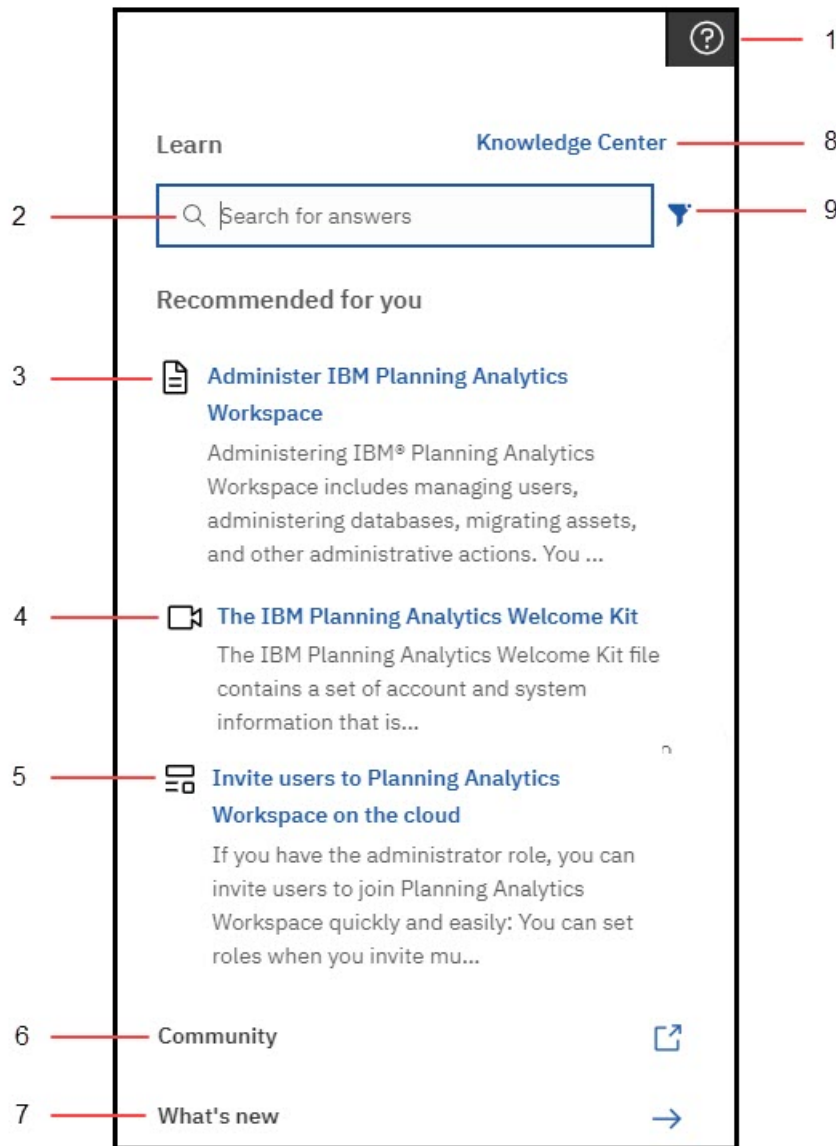 1
Learn
Knowledge Center
8
2
Search for answers
9
Recommended for you
3
Administer IBM Planning Analytics
Workspace
Administering IBM® Planning Analytics
Workspace includes managing users,
administering databases, migrating assets,
and other administrative actions. You ...
4
The IBM Planning Analytics Welcome Kit
The IBM Planning Analytics Welcome Kit file
contains a set of account and system
information that is...
5
Invite users to Planning Analytics
Workspace on the cloud
If you have the administrator role, you can
invite users to join Planning Analytics
Workspace quickly and easily: You can set
roles when you invite mu...
6
Community
7
What's new